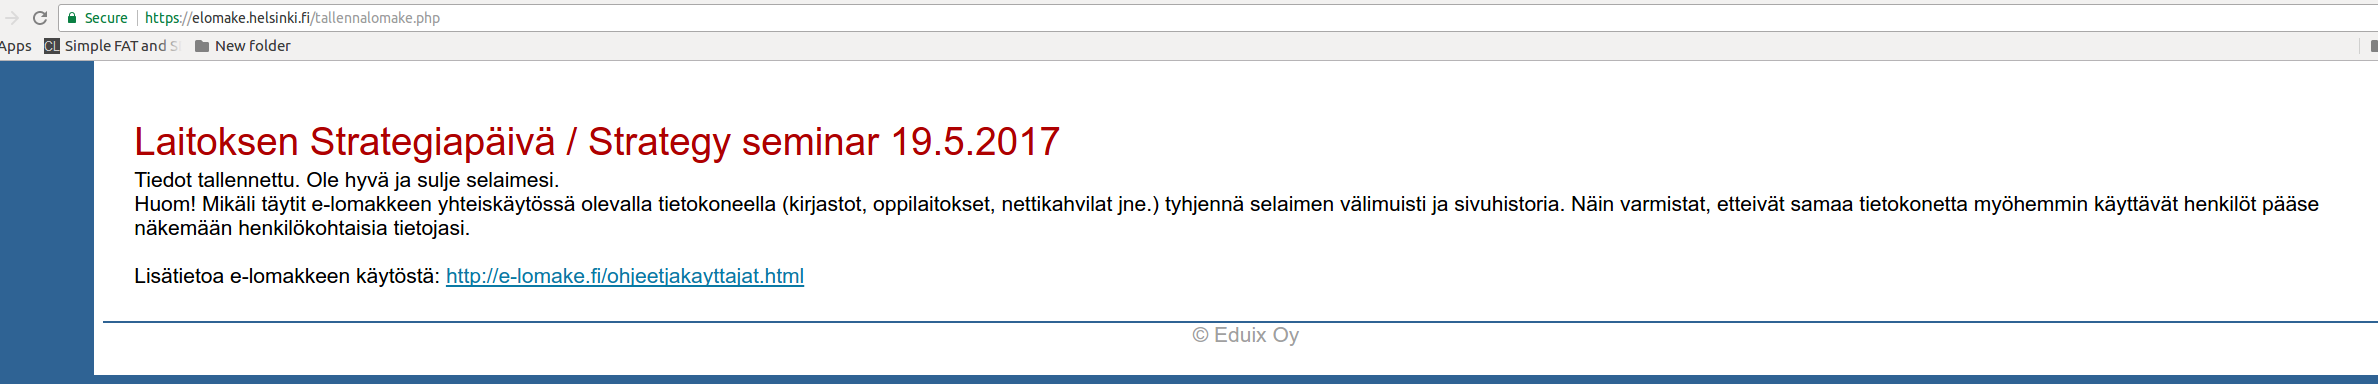 Secure https://elomake.helsinki.fi/tallennalomake.php
Apps CL Simple FAT and S New folder
Laitoksen Strategiapäivä / Strategy seminar 19.5.2017
Tiedot tallennettu. Ole hyvä ja sulje selaimesi.
Huom! Mikäli täytit e-lomakkeen yhteiskäytössä olevalla tietokoneella (kirjastot, oppilaitokset, nettikahvilat jne.) tyhjennä selaimen välimuisti ja sivuhistoria. Näin varmistat, etteivät samaa tietokonetta myöhemmin käyttävät henkilöt pääse
näkemään henkilökohtaisia tietojasi.
Lisätietoa e-lomakkeen käytöstä: http://e-lomake.fi/ohjeetjakayttajat.html
© Eduix Oy